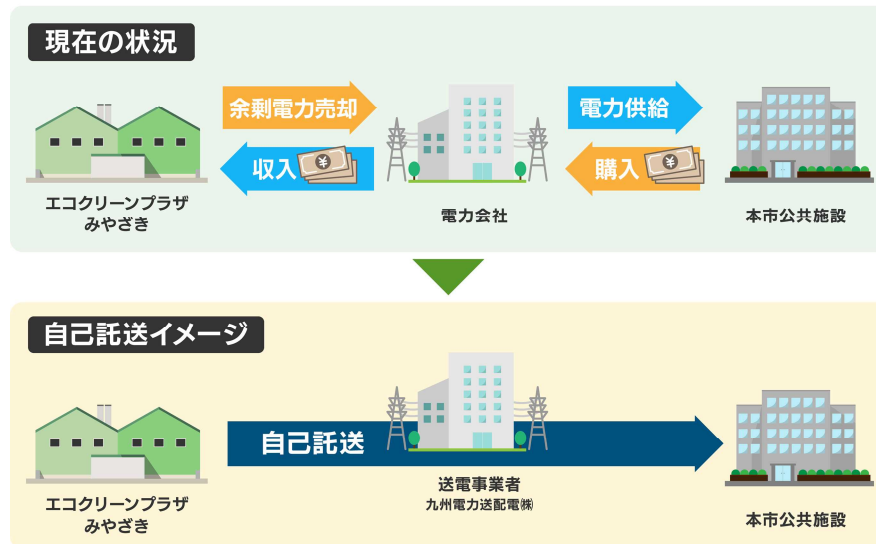 現在の状況
余剰電力売却
電力供給
収入
¥
購入
¥
エコクリーンプラザ
みやざき
電力会社
本市公共施設
自己託送イメージ
自己託送
エコクリーンプラザ
みやざき
送電事業者
九州電力送配電㈱
本市公共施設